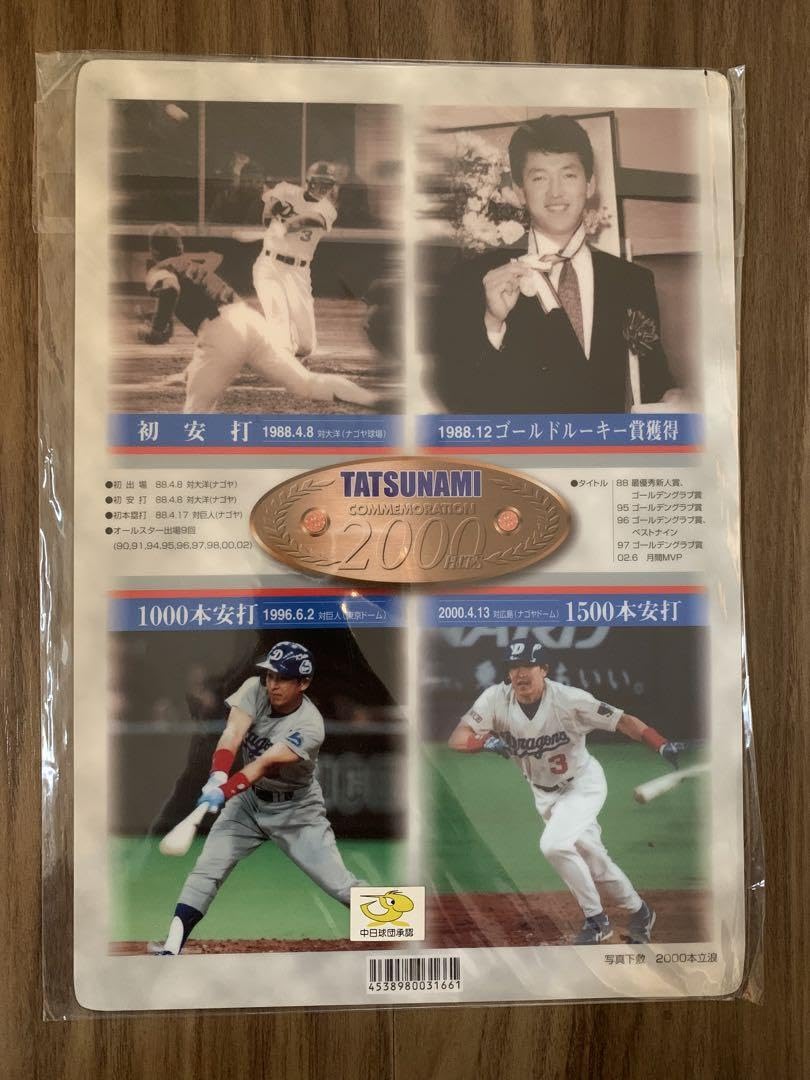 3
初安打 1988.4.8 対大洋(ナゴヤ球場)
1988.12 ゴールドルーキー賞獲得
●初出場 88.4.8 対大洋(ナゴヤ)
●初安打 88.4.8 対大洋(ナゴヤ)
●初本塁打 88.4.17 対巨人(ナゴヤ)
●オールスター出場9回
(90,91,94,95,96,97,98,00,02)
TATSUNAMI
COMMEMORATION
2000
HITS
●タイトル 88 最優秀新人賞、
ゴールデングラブ賞
95 ゴールデングラブ賞
96 ゴールデングラブ賞、
ベストナイン
97 ゴールデングラブ賞
02.6 月間MVP
1000本安打 1996.6.2 対巨人(東京ドーム)
2000.4.13 対広島(ナゴヤドーム) 1500本安打
D
Dragons
3
中日球団承認
写真下敷 2000本立浪
4538980031661